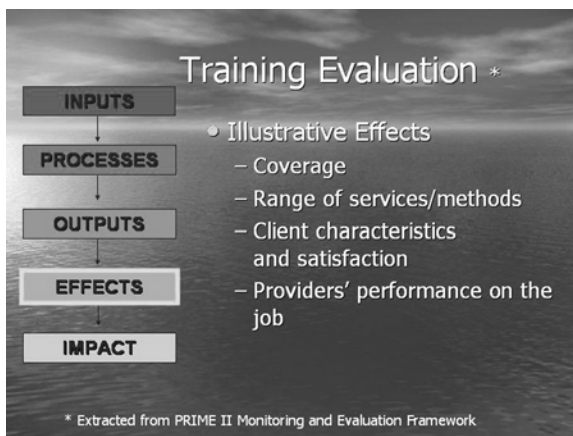 Training Evaluation *
INPUTS
PROCESSES
OUTPUTS
EFFECTS
IMPACT
• Illustrative Effects
– Coverage
– Range of services/methods
– Client characteristics
and satisfaction
– Providers' performance on the
job
* Extracted from PRIME II Monitoring and Evaluation Framework